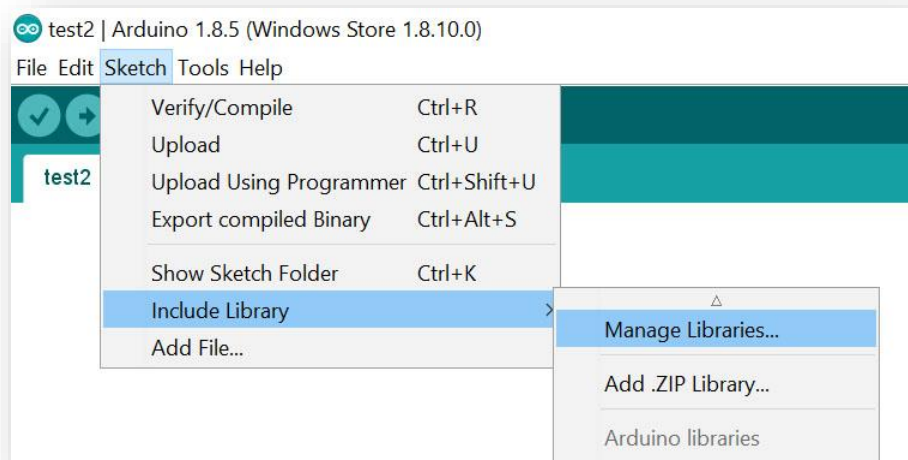 test2 | Arduino 1.8.5 (Windows Store 1.8.10.0)
File Edit Sketch Tools Help
Verify/Compile Ctrl+R
Upload Ctrl+U
test2
Upload Using Programmer Ctrl+Shift+U
Export compiled Binary Ctrl+Alt+S
Show Sketch Folder Ctrl+K
Include Library
Add File...
Manage Libraries...
Add .ZIP Library...
Arduino libraries